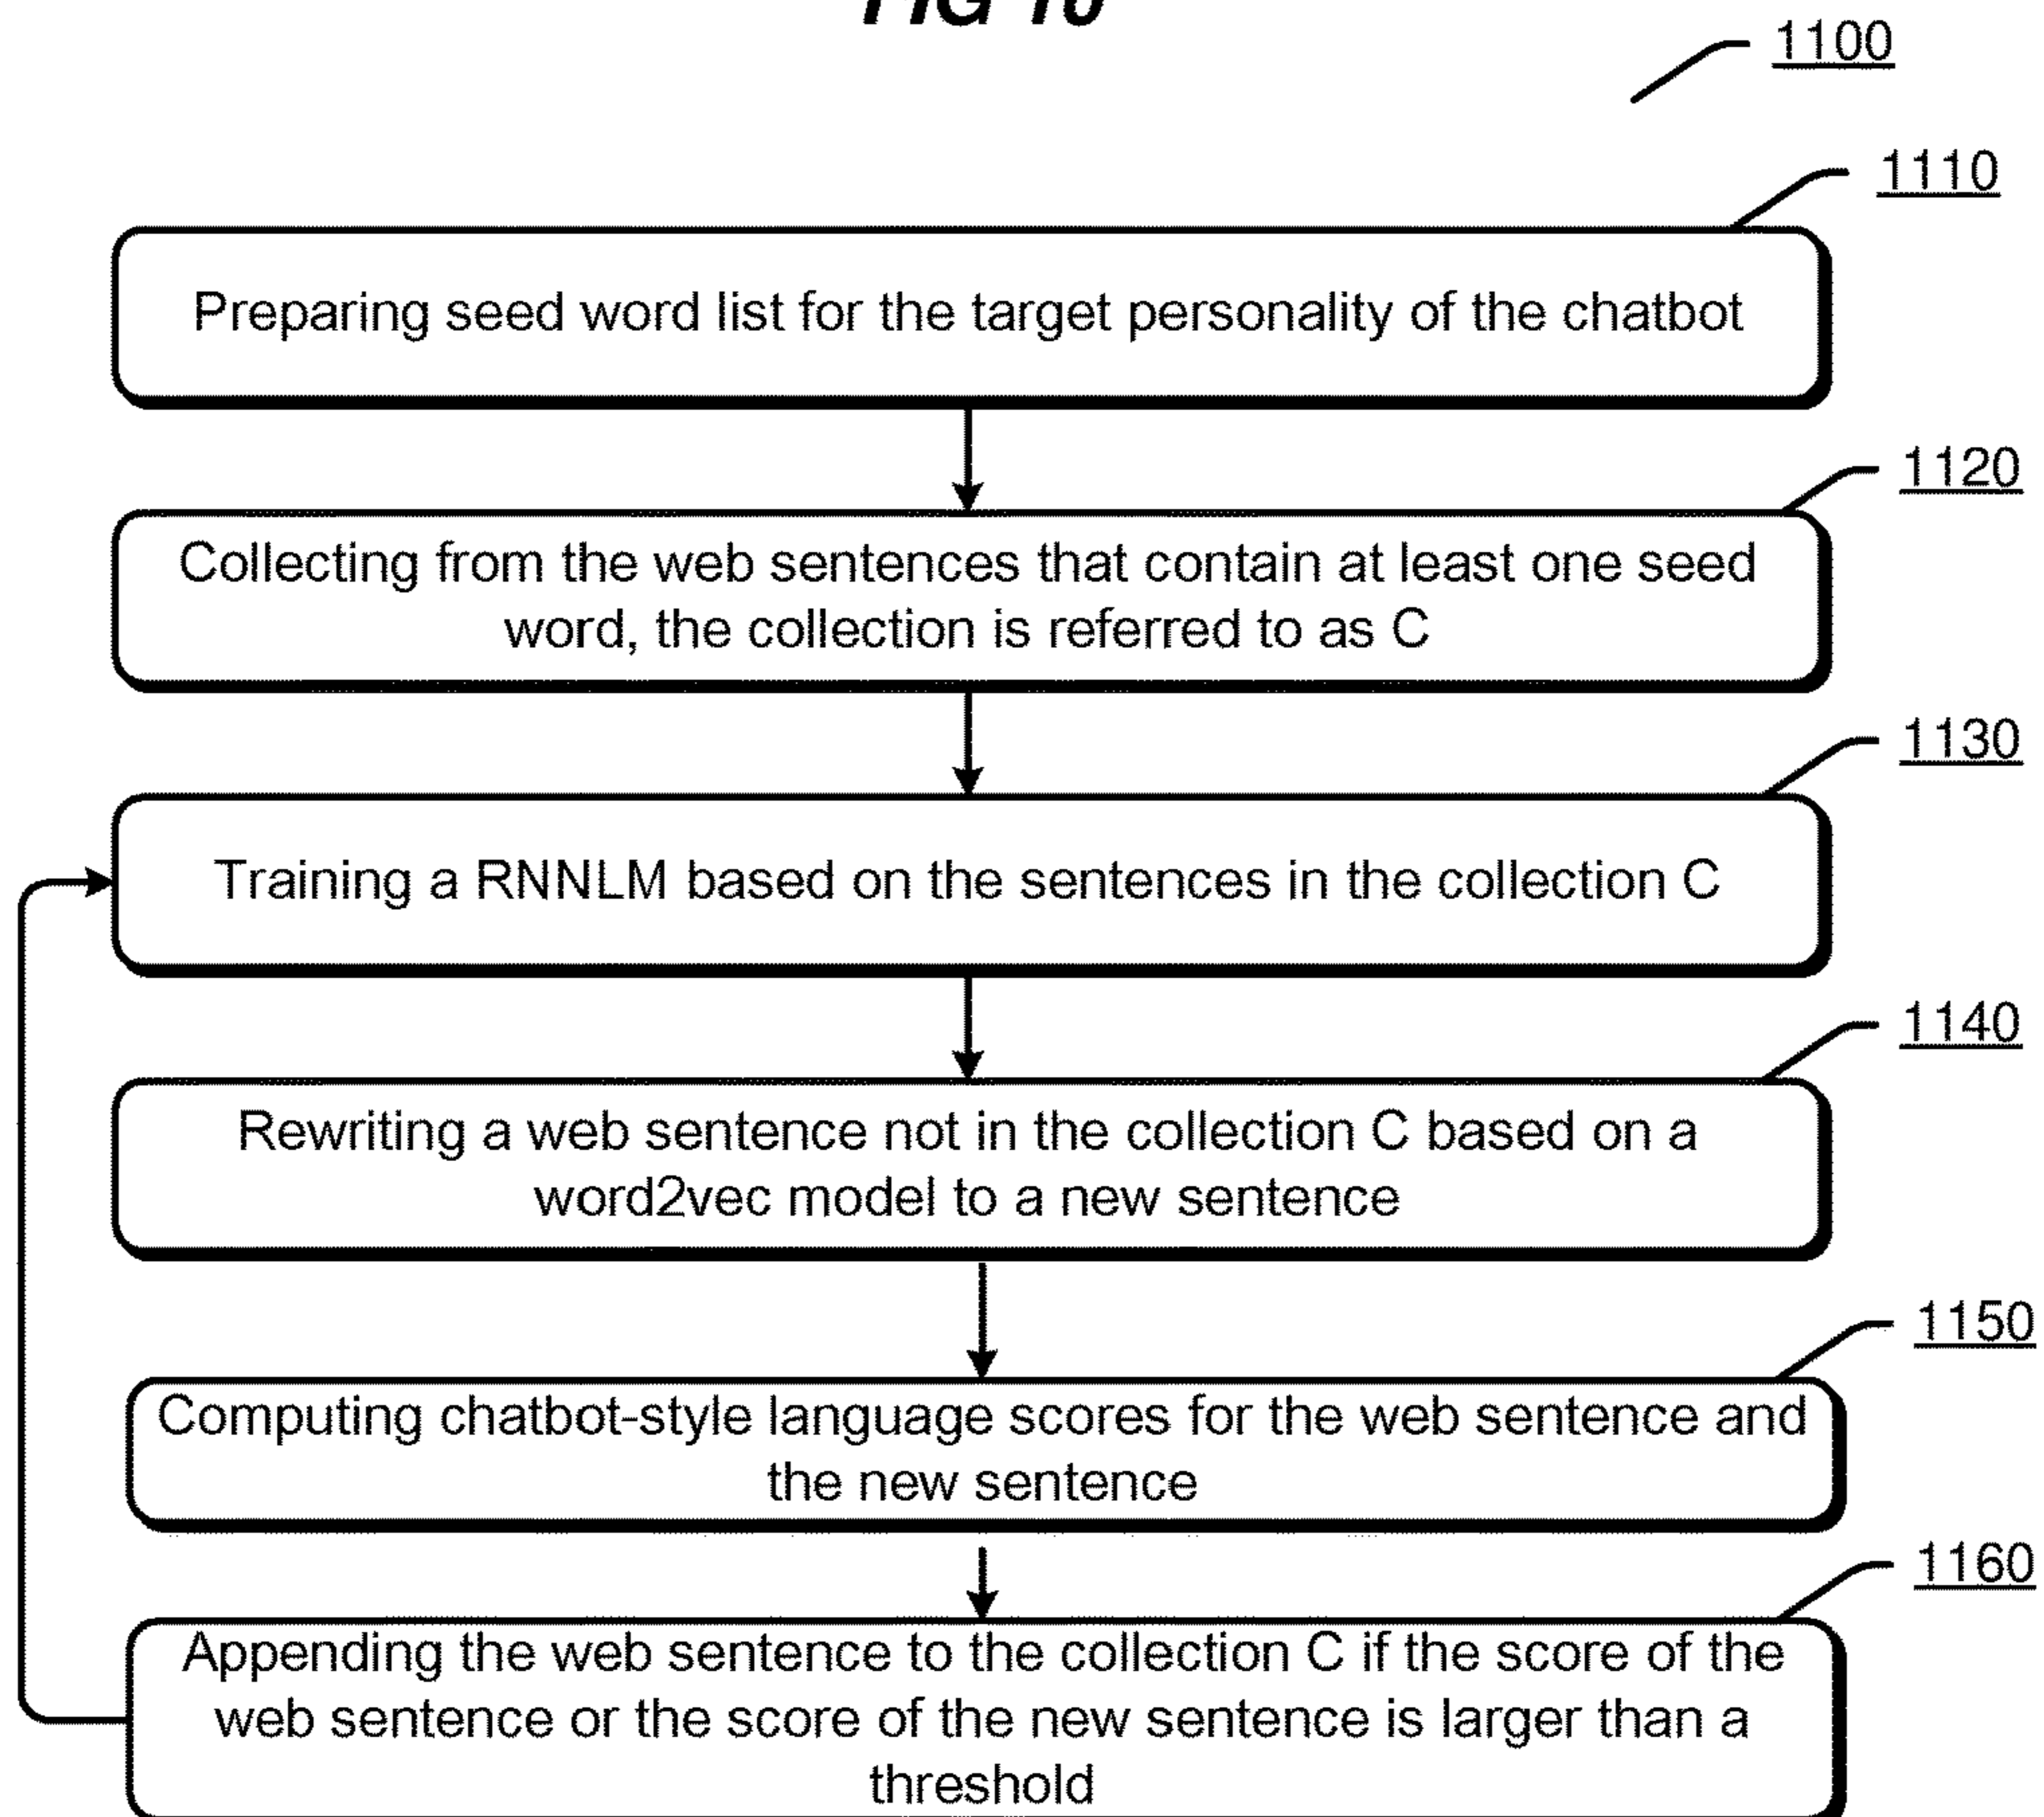 FIG 10
1100
1110
Preparing seed word list for the target personality of the chatbot
1120
Collecting from the web sentences that contain at least one seed
word, the collection is referred to as C
1130
Training a RNNLM based on the sentences in the collection C
1140
Rewriting a web sentence not in the collection C based on a
word2vec model to a new sentence
1150
Computing chatbot-style language scores for the web sentence and
the new sentence
1160
Appending the web sentence to the collection C if the score of the
web sentence or the score of the new sentence is larger than a
threshold